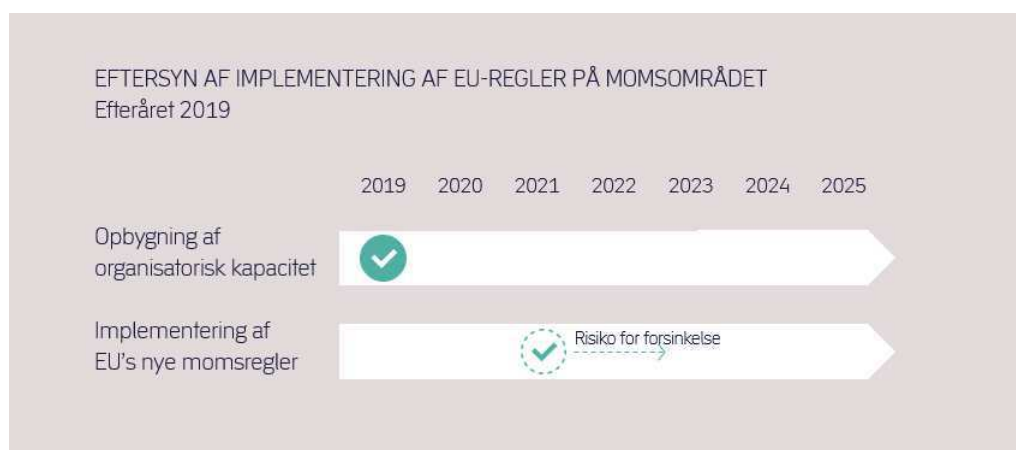 EFTERSYN AF IMPLEMENTERING AF EU-REGLER PÅ MOMSOMRÅDET
Efteråret 2019
2019 2020 2021 2022 2023 2024 2025
Opbygning af
organisatorisk kapacitet
Implementering af
EU's nye momsregler
Risiko for forsinkelse